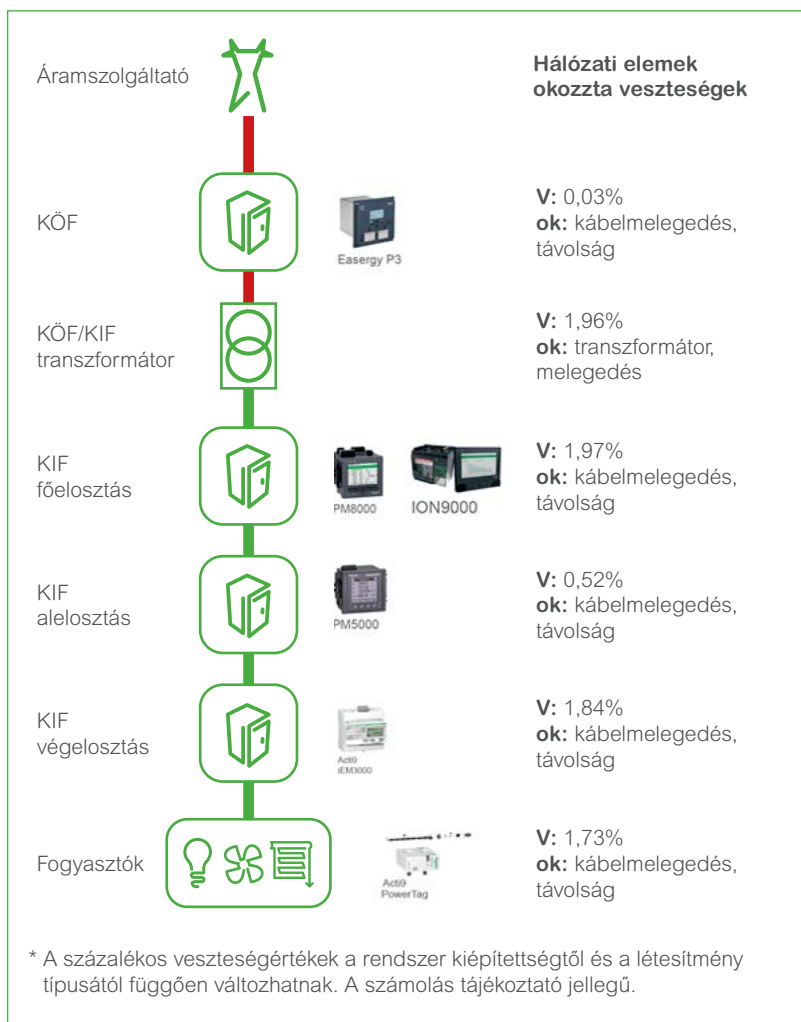 Áramszolgáltató
Hálózati elemek
okozzta veszteségek
KÖF
Easergy P3
V: 0,03%
ok: kábelmelegedés,
távolság
KÖF/KIF
transzformátor
V: 1,96%
ok: transzformátor,
melegedés
KIF
főelosztás
PM8000
ION9000
V: 1,97%
ok: kábelmelegedés,
távolság
KIF
alelosztás
PM5000
V: 0,52%
ok: kábelmelegedés,
távolság
KIF
végelosztás
Acti9
iEM3000
V: 1,84%
ok: kábelmelegedés,
távolság
Fogyasztók
Acti9
PowerTag
V: 1,73%
ok: kábelmelegedés,
távolság
* A százalékos veszteségértékek a rendszer kiépítettségtől és a létesítmény
típusától függően változhatnak. A számolás tájékoztató jellegű.